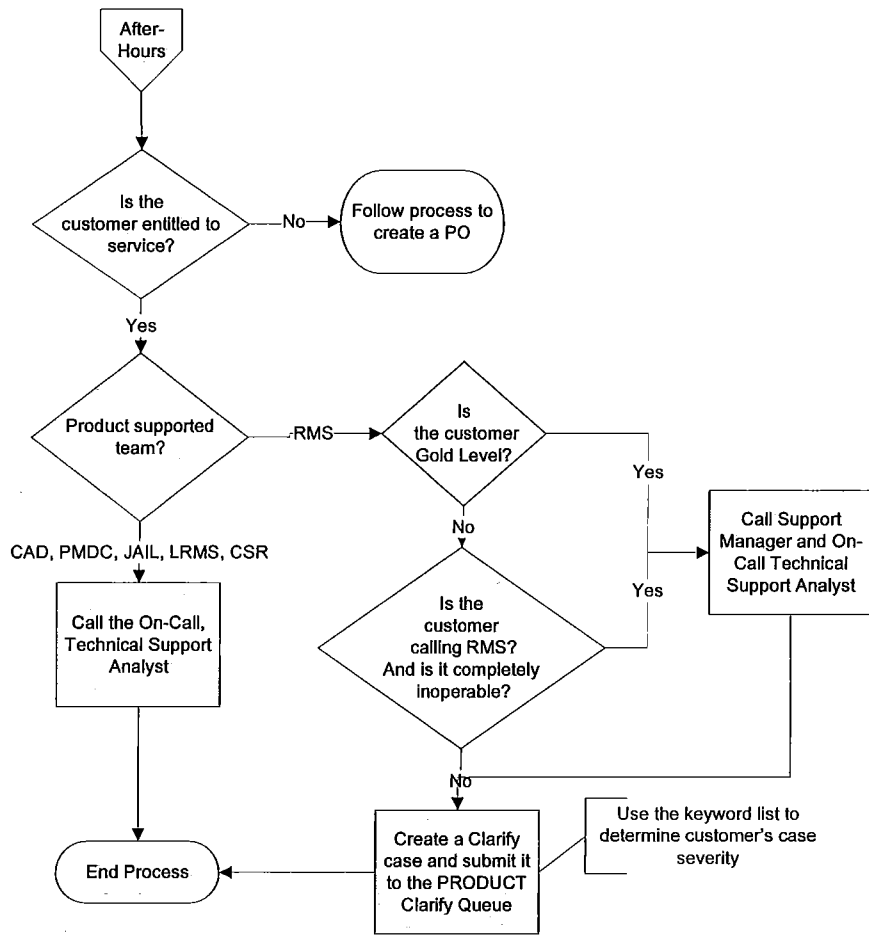 After-
Hours
Is the
customer entitled to
service?
No
Follow process to
create a PO
Yes
Product supported
team?
RMS
Is
the customer
Gold Level?
Yes
No
CAD, PMDC, JAIL, LRMS, CSR
Call Support
Manager and On-
Call Technical
Support Analyst
Call the On-Call,
Technical Support
Analyst
Is the
customer
calling RMS?
And is it completely
inoperable?
Yes
No
Create a Clarify
case and submit it
to the PRODUCT
Clarify Queue
Use the keyword list to
determine customer's case
severity
End Process